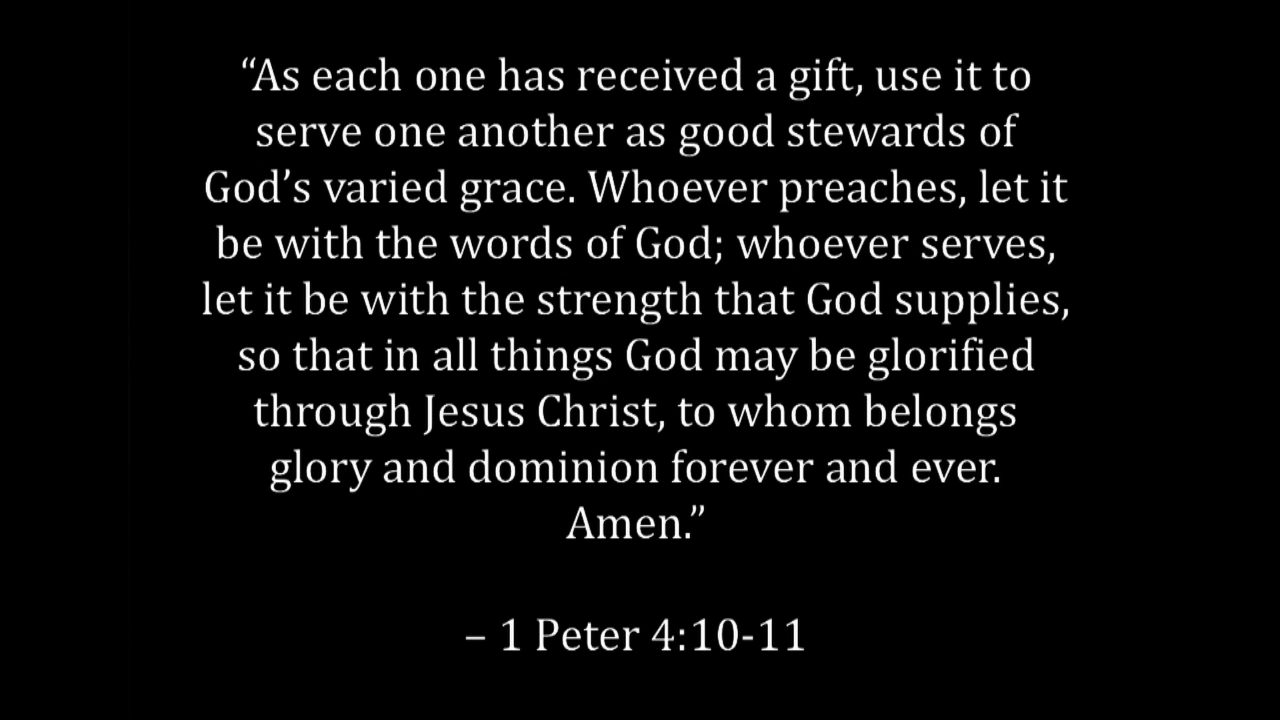 “As each one has received a gift, use it to
serve one another as good stewards of
God’s varied grace. Whoever preaches, let it
be with the words of God; whoever serves,
let it be with the strength that God supplies,
so that in all things God may be glorified
through Jesus Christ, to whom belongs
glory and dominion forever and ever.
Amen.”
– 1 Peter 4:10-11